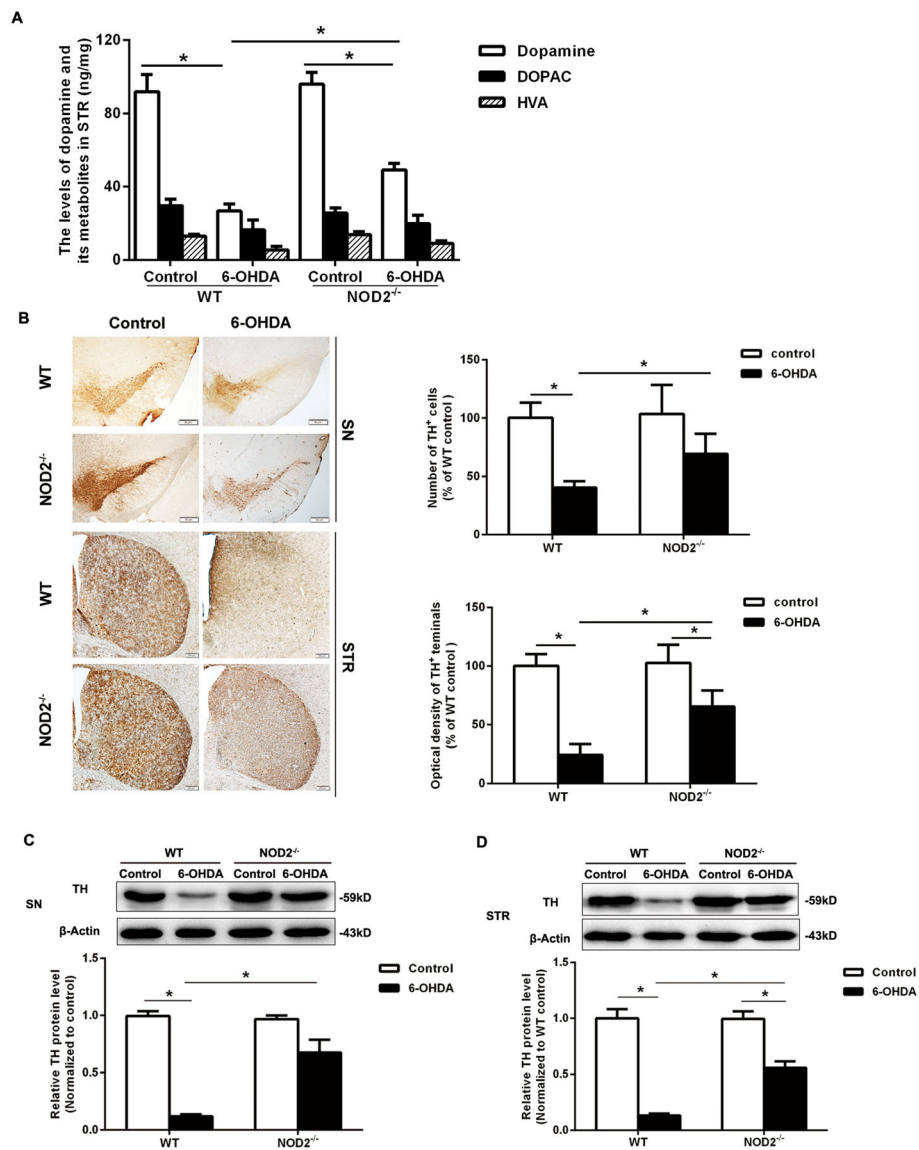 A
The levels of dopamine and
its metabolites in STR (ng/mg)
120
80
40
0
*
*
*
Dopamine
DOPAC
HVA
Control 6-OHDA Control 6-OHDA
WT NOD2-/-
B
Control 6-OHDA
WT
NOD2-/-
SN
WT
NOD2-/-
STR
Number of TH+ cells
(% of WT control)
150
100
50
0
*
*
control
6-OHDA
WT NOD2-/-
Optical density of TH+ teminals
(% of WT control)
150
100
50
0
*
*
*
control
6-OHDA
WT NOD2-/-
C
WT NOD2-/-
Control 6-OHDA Control 6-OHDA
SN
TH -59kD
β-Actin -43kD
Relative TH protein level
(Normalized to control)
1.5
1.0
0.5
0.0
*
*
Control
6-OHDA
WT NOD2-/-
D
WT NOD2-/-
Control 6-OHDA Control 6-OHDA
STR
TH -59kD
β-Actin -43kD
Relative TH protein level
(Normalized to WT control)
1.5
1.0
0.5
0.0
*
*
*
Control
6-OHDA
WT NOD2-/-